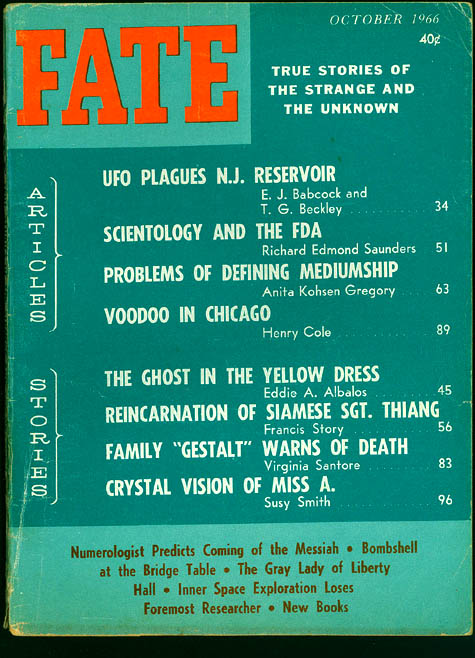 OCTOBER 1966
40¢
FATE
TRUE STORIES OF
THE STRANGE AND
THE UNKNOWN
ARTICLES
UFO PLAGUES N.J. RESERVOIR
E. J. Babcock and
T. G. Beckley .......... 34
SCIENTOLOGY AND THE FDA
Richard Edmond Saunders 51
PROBLEMS OF DEFINING MEDIUMSHIP
Anita Kohsen Gregory ..... 63
VOODOO IN CHICAGO
Henry Cole ............ 89
STORIES
THE GHOST IN THE YELLOW DRESS
Eddie A. Albalos ........ 45
REINCARNATION OF SIAMESE SGT. THIANG
Francis Story .......... 56
FAMILY "GESTALT" WARNS OF DEATH
Virginia Santore ........ 83
CRYSTAL VISION OF MISS A.
Susy Smith ............ 96
Numerologist Predicts Coming of the Messiah • Bombshell
at the Bridge Table • The Gray Lady of Liberty
Hall • Inner Space Exploration Loses
Foremost Researcher • New Books